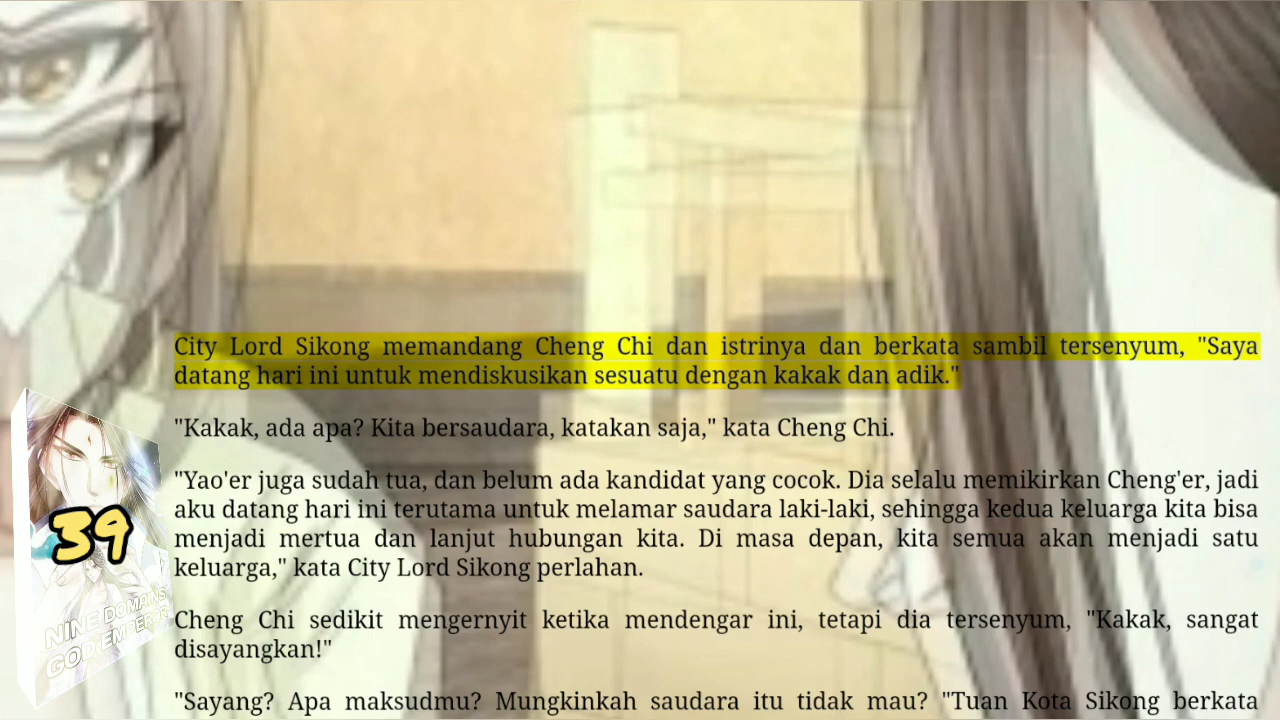 City Lord Sikong memandang Cheng Chi dan istrinya dan berkata sambil tersenyum, "Saya
datang hari ini untuk mendiskusikan sesuatu dengan kakak dan adik."
"Kakak, ada apa? Kita bersaudara, katakan saja," kata Cheng Chi.
"Yao'er juga sudah tua, dan belum ada kandidat yang cocok. Dia selalu memikirkan Cheng'er, jadi
aku datang hari ini terutama untuk melamar saudara laki-laki, sehingga kedua keluarga kita bisa
menjadi mertua dan lanjut hubungan kita. Di masa depan, kita semua akan menjadi satu
keluarga," kata City Lord Sikong perlahan.
Cheng Chi sedikit mengernyit ketika mendengar ini, tetapi dia tersenyum, "Kakak, sangat
disayangkan!"
"Sayang? Apa maksudmu? Mungkinkah saudara itu tidak mau? "Tuan Kota Sikong berkata
39
NINE DOMAINS
GOD EMPEROR